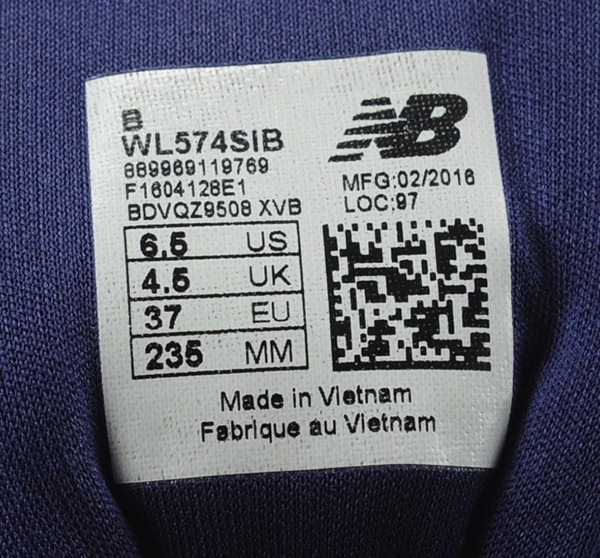 B
WL574SIB
889969119769
F1604128E1
BDVQZ9508 XVB
NB
MFG:02/2016
LOC:97
6.5 US
4.5 UK
37 EU
235 MM
Made in Vietnam
Fabrique au Vietnam